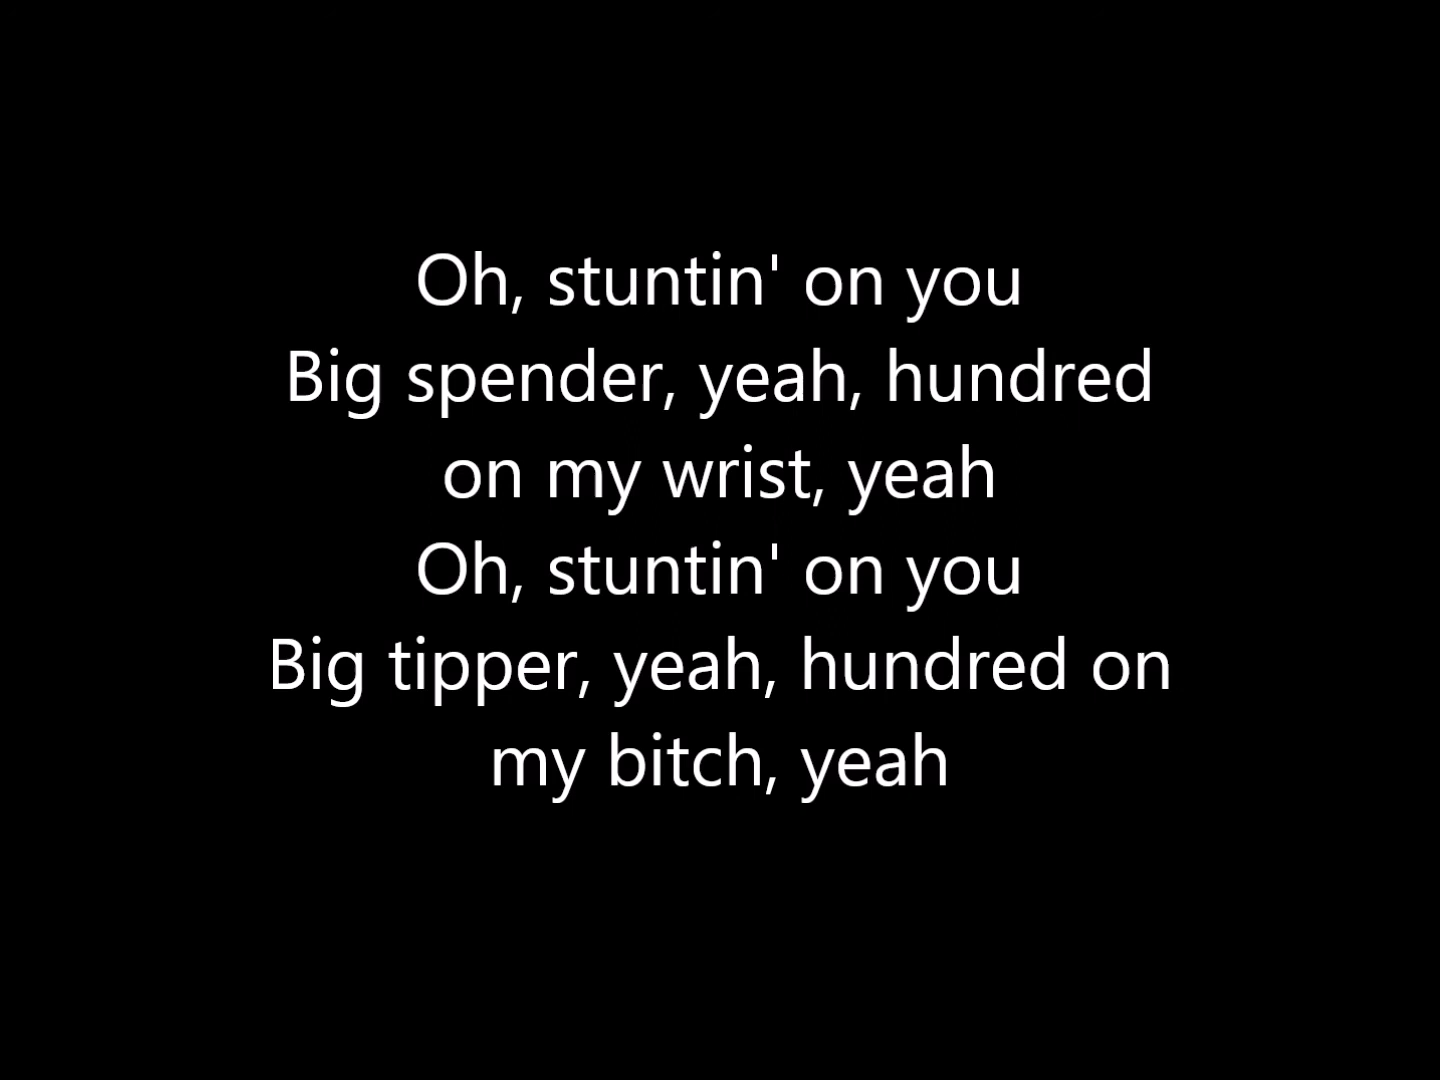 Oh, stuntin' on you
Big spender, yeah, hundred
on my wrist, yeah
Oh, stuntin' on you
Big tipper, yeah, hundred on
my bitch, yeah